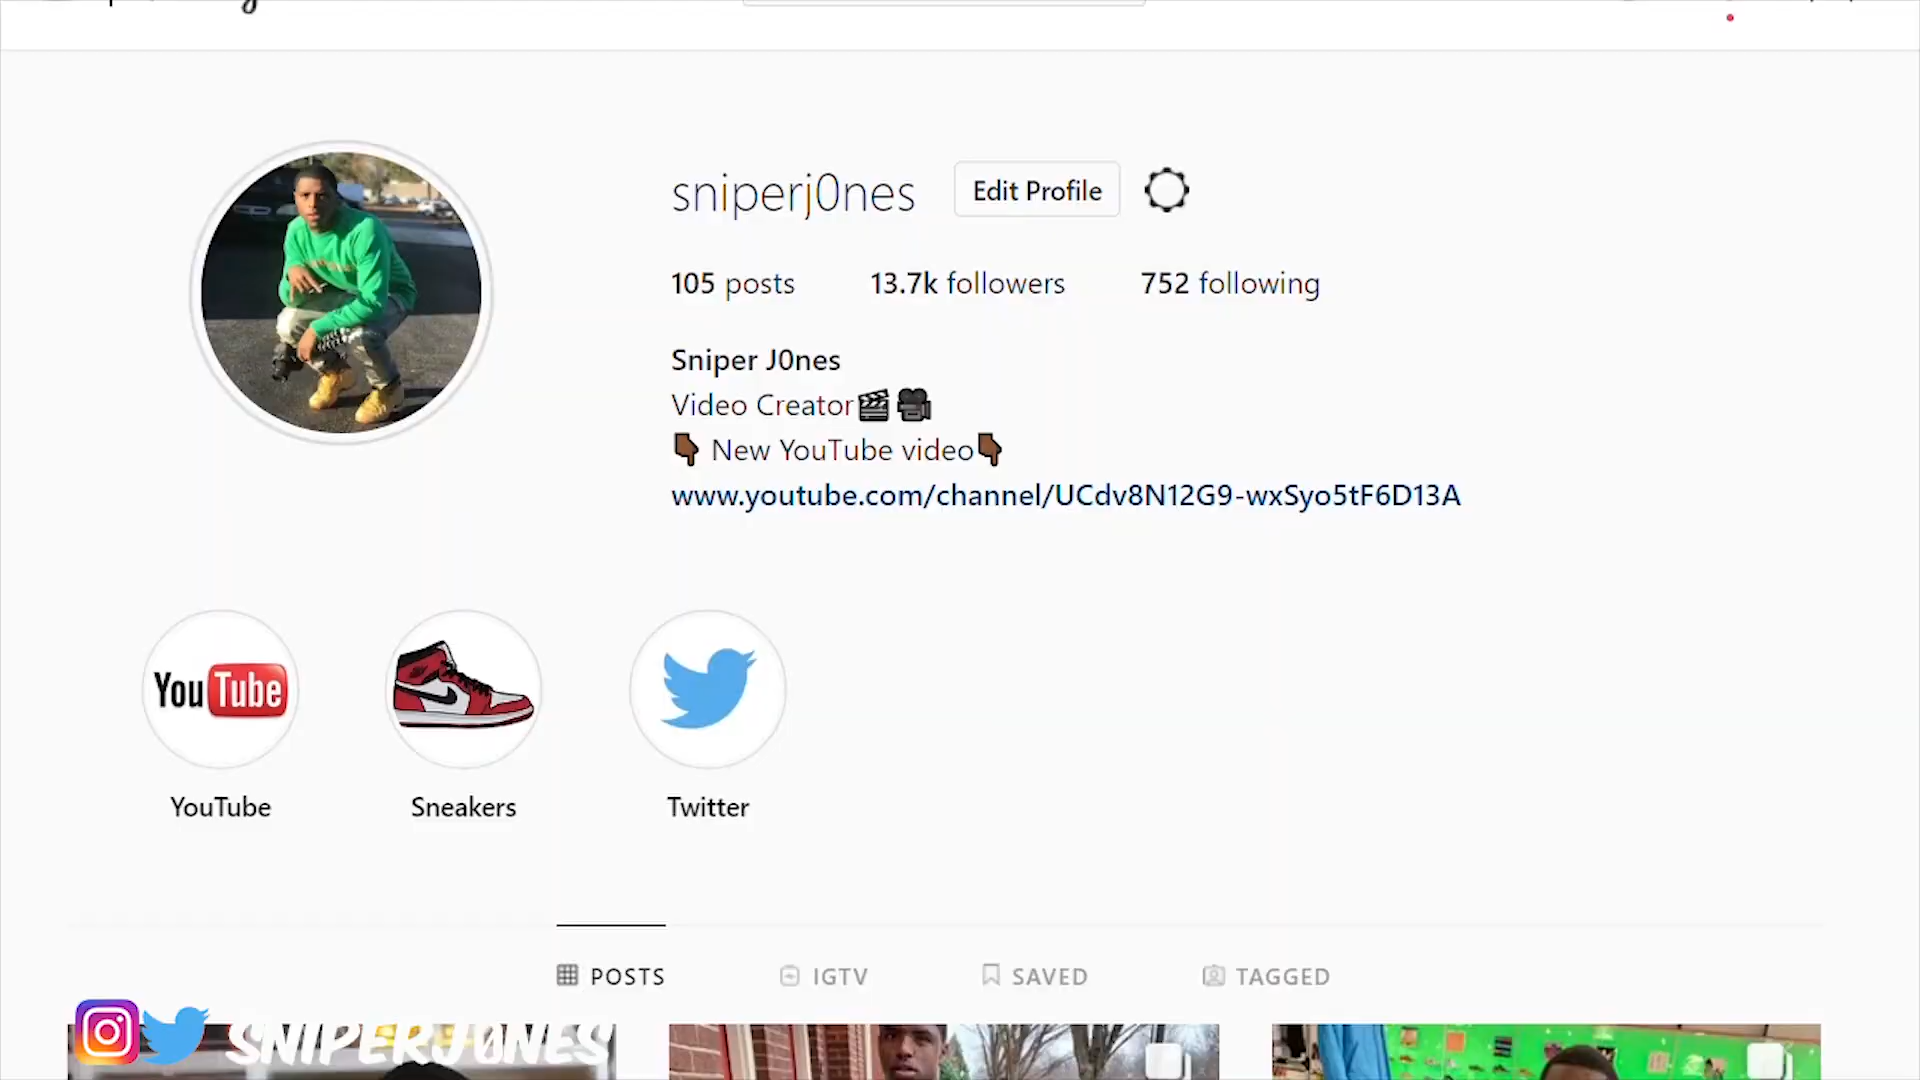 sniperj0nes Edit Profile
105 posts 13.7k followers 752 following
Sniper J0nes
Video Creator🎬🎥
👇🏿 New YouTube video👇🏿
www.youtube.com/channel/UCdv8N12G9-wxSyo5tF6D13A
YouTube
YouTube Sneakers Twitter
POSTS IGTV SAVED TAGGED
SNIPERJ0NES